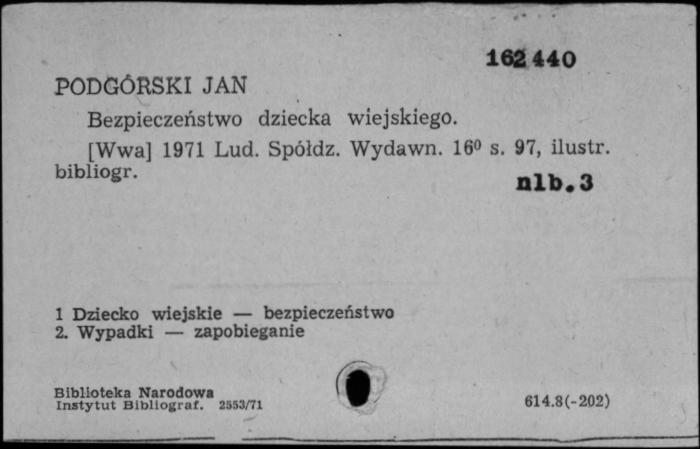 162440
PODGÓRSKI JAN
Bezpieczeństwo dziecka wiejskiego.
[Wwa] 1971 Lud. Spółdz. Wydawn. 16⁰ s. 97, ilustr.
bibliogr.
nlb.3
1 Dziecko wiejskie — bezpieczeństwo
2. Wypadki — zapobieganie
Biblioteka Narodowa
Instytut Bibliograf. 2553/71
614.8(-202)